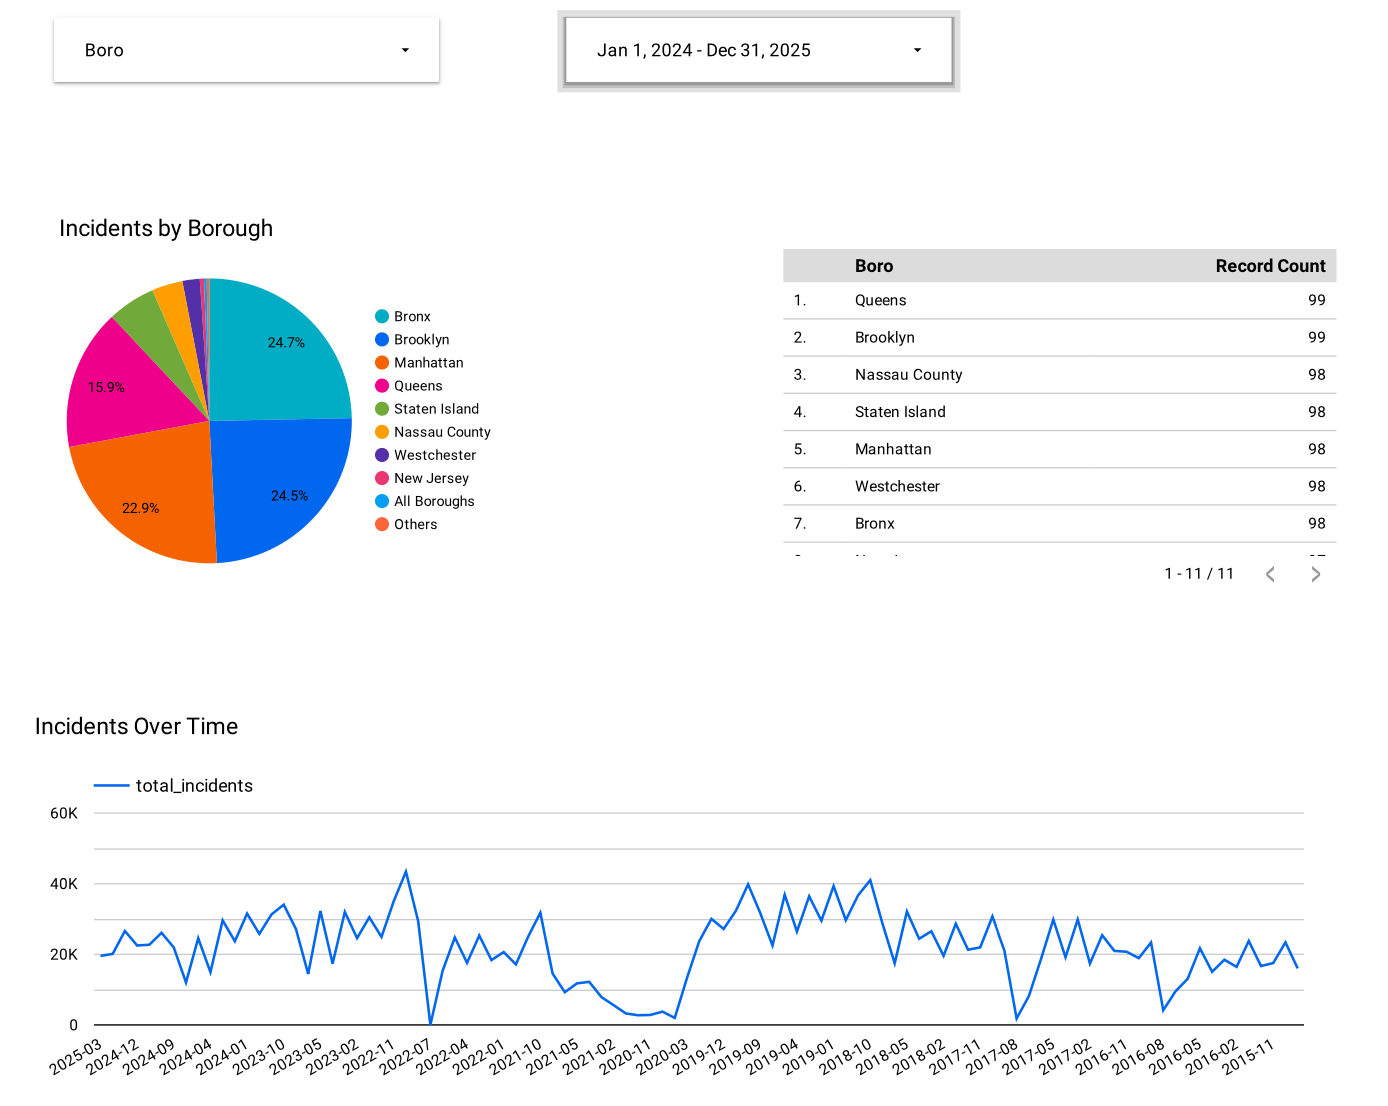 Boro
Jan 1, 2024 - Dec 31, 2025
Incidents by Borough
24.7%
15.9%
24.5%
22.9%
Bronx
Brooklyn
Manhattan
Queens
Staten Island
Nassau County
Westchester
New Jersey
All Boroughs
Others
Boro Record Count
1. Queens 99
2. Brooklyn 99
3. Nassau County 98
4. Staten Island 98
5. Manhattan 98
6. Westchester 98
7. Bronx 98
1 - 11 / 11
Incidents Over Time
total_incidents
60K
40K
20K
0
2025-03 2024-12 2024-09 2024-04 2024-01 2023-10 2023-05 2023-02 2022-11 2022-07 2022-04 2022-01 2021-10 2021-05 2021-02 2020-11 2020-03 2019-12 2019-09 2019-04 2019-01 2018-10 2018-05 2018-02 2017-11 2017-08 2017-05 2017-02 2016-11 2016-08 2016-05 2016-02 2015-11